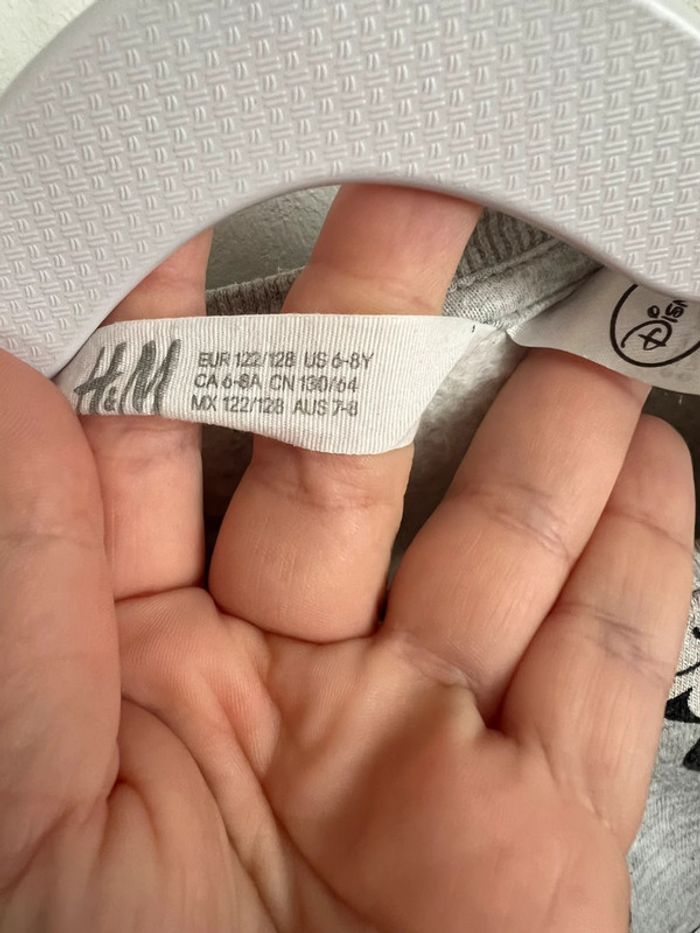 H&M
EUR 122/128 US 6-8Y
CA 6-8A CN 130/64
MX 122/128 AUS 7-8